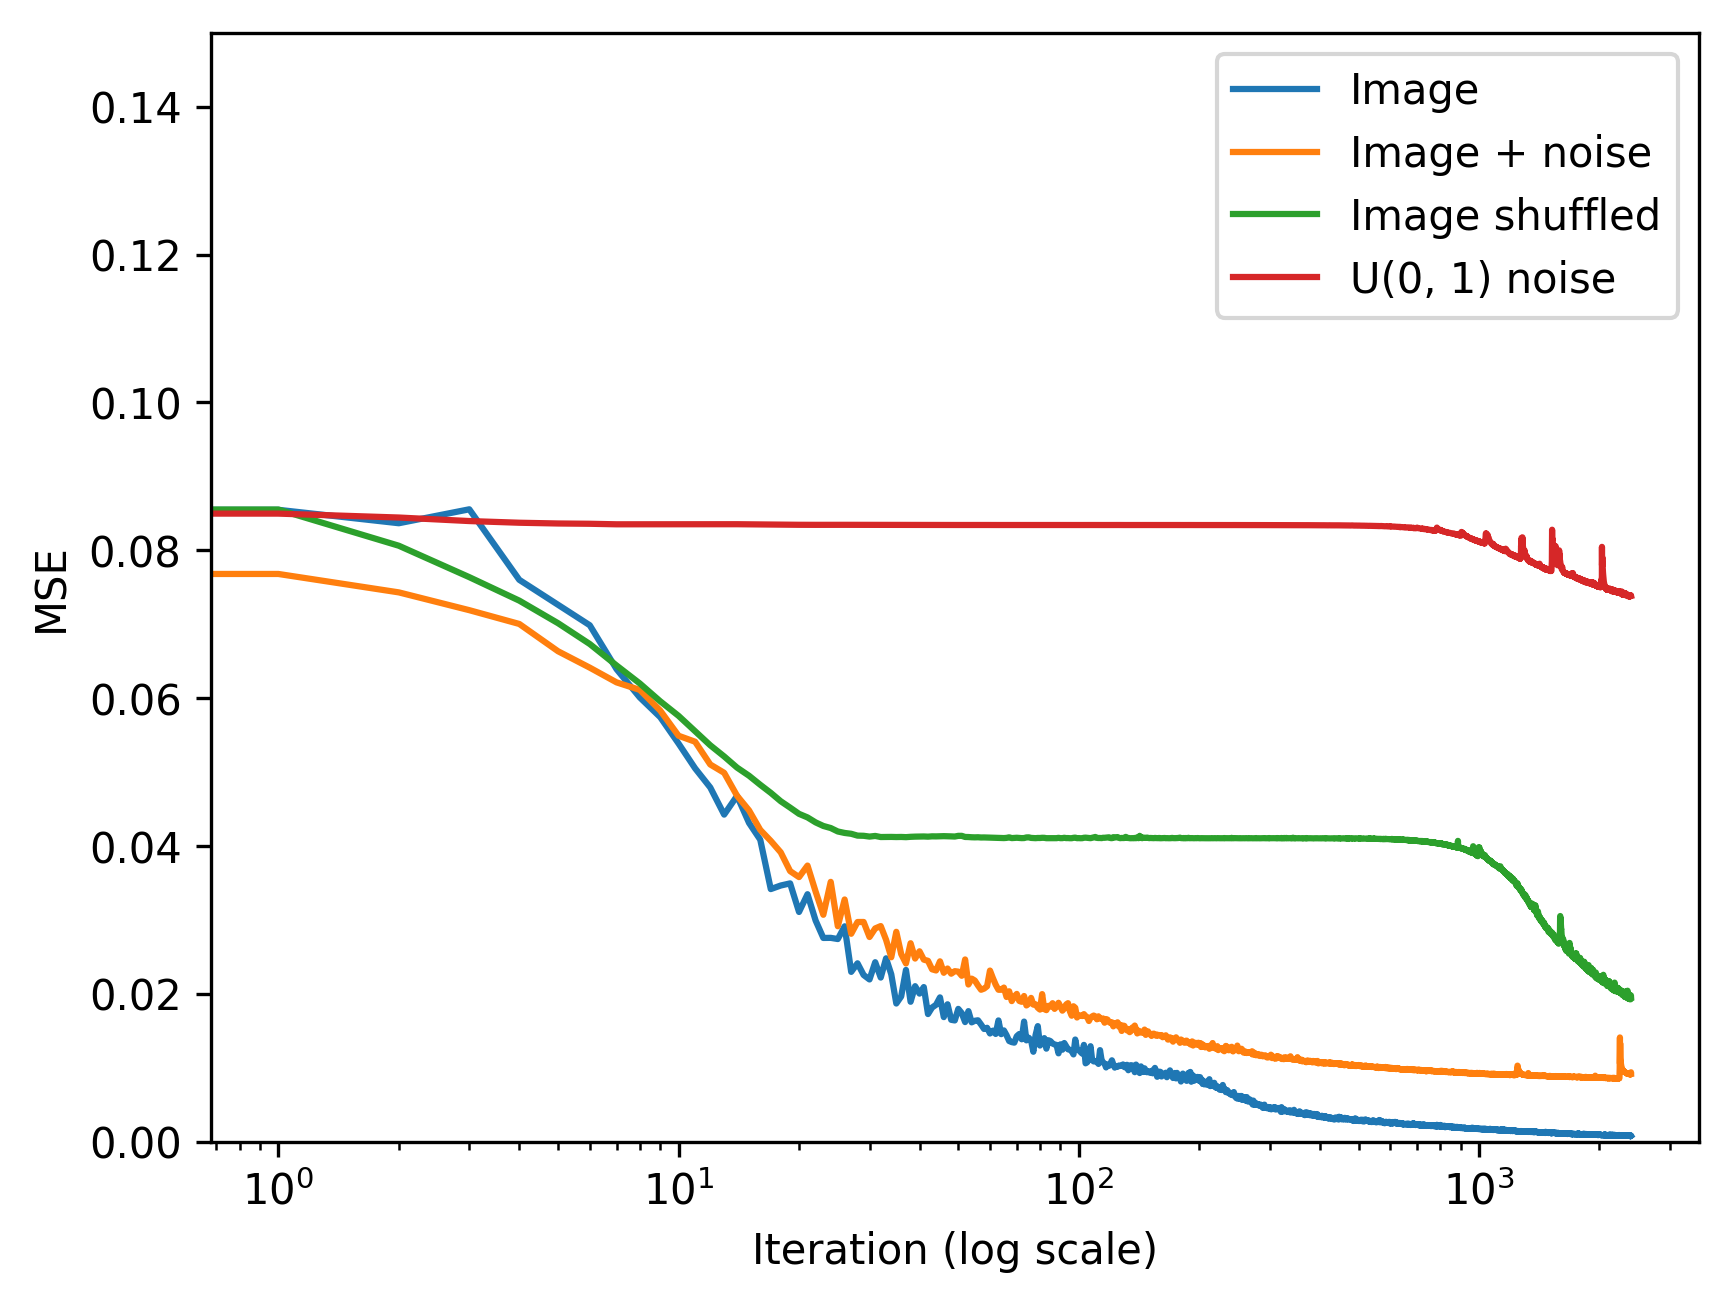 Image
Image + noise
Image shuffled
U(0, 1) noise
0.14
0.12
0.10
0.08
0.06
0.04
0.02
0.00
MSE
10⁰
10¹
10²
10³
Iteration (log scale)